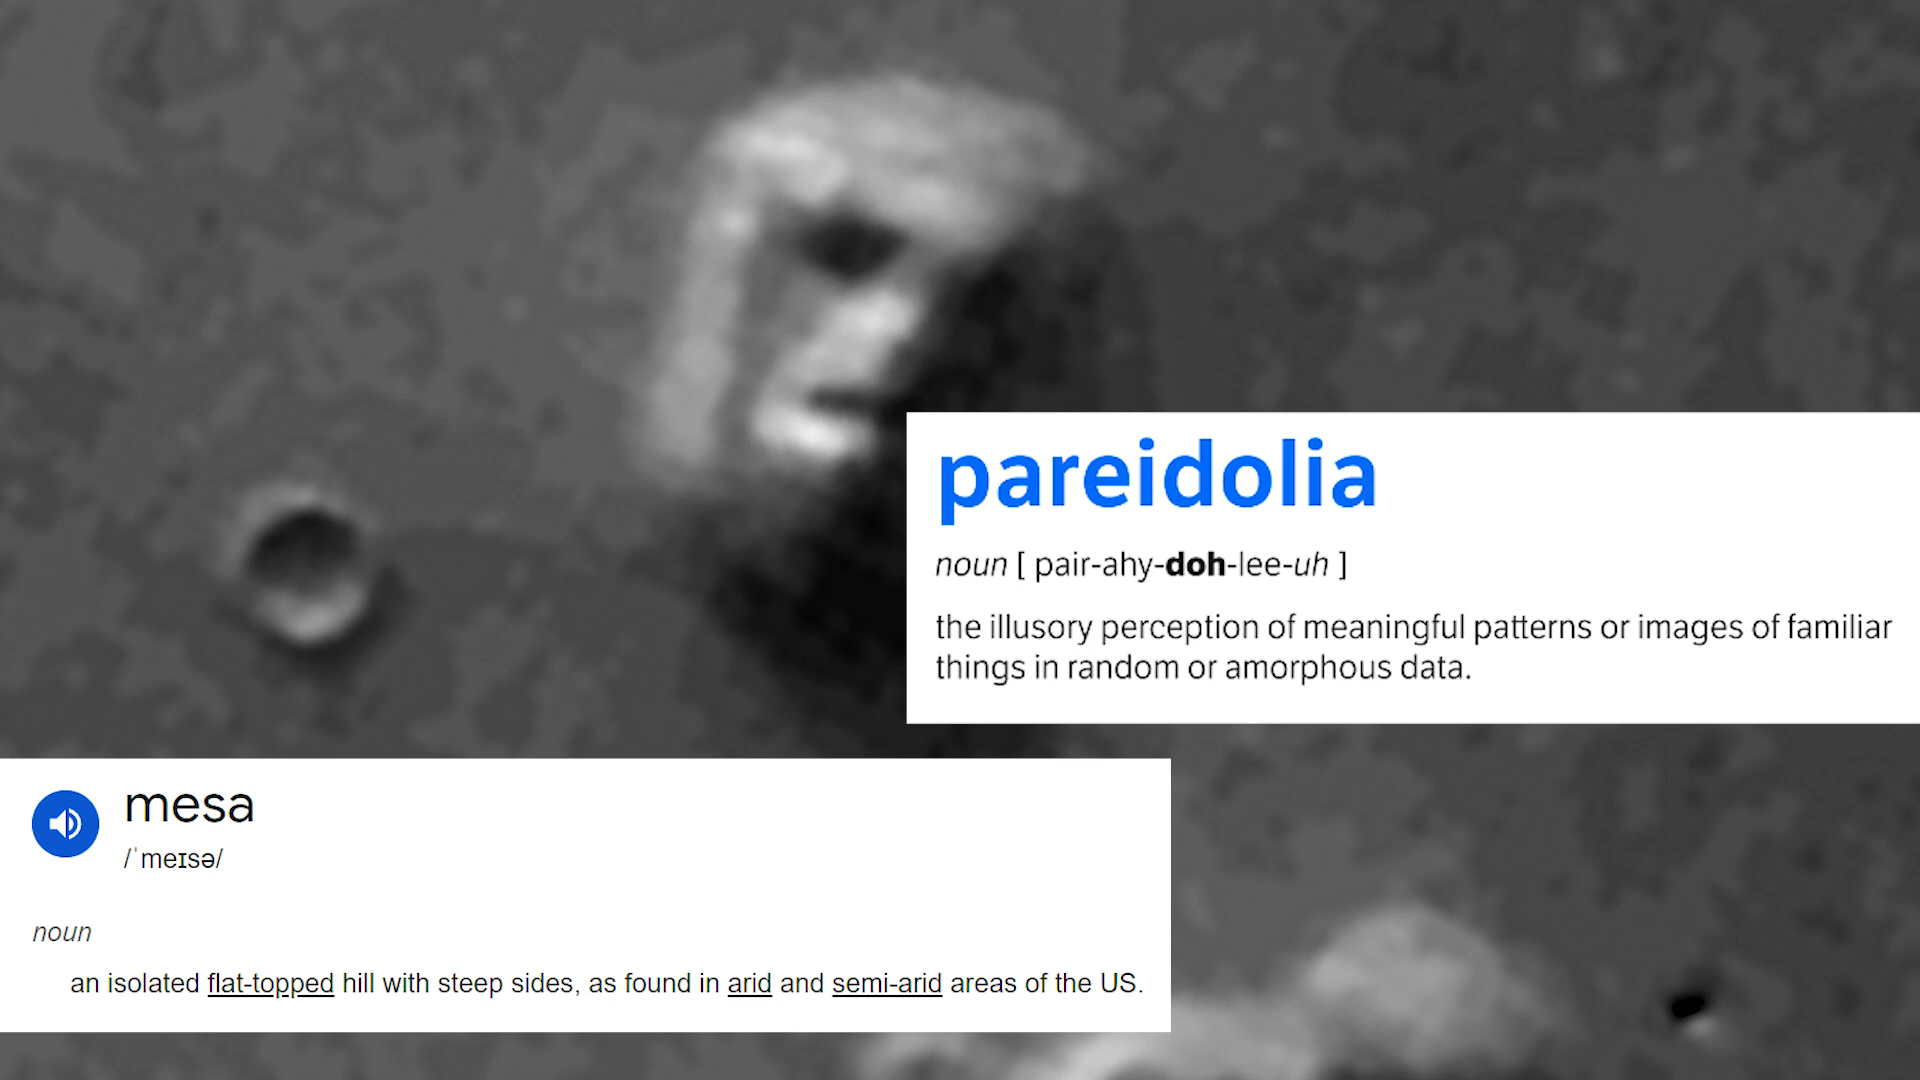 pareidolia
noun [ pair-ahy-doh-lee-uh ]
the illusory perception of meaningful patterns or images of familiar
things in random or amorphous data.
mesa
/ˈmeɪsə/
noun
an isolated flat-topped hill with steep sides, as found in arid and semi-arid areas of the US.